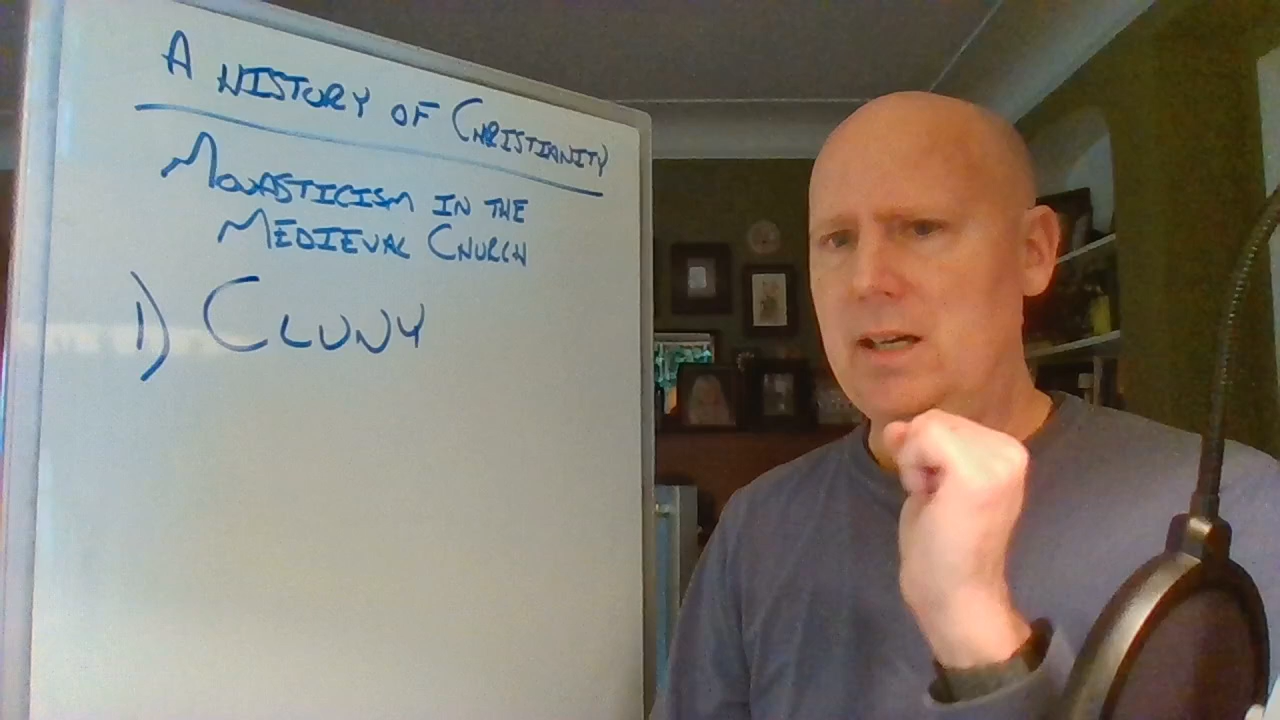 A HISTORY OF CHRISTIANITY
MONASTICISM IN THE
MEDIEVAL CHURCH
1) CLUNY